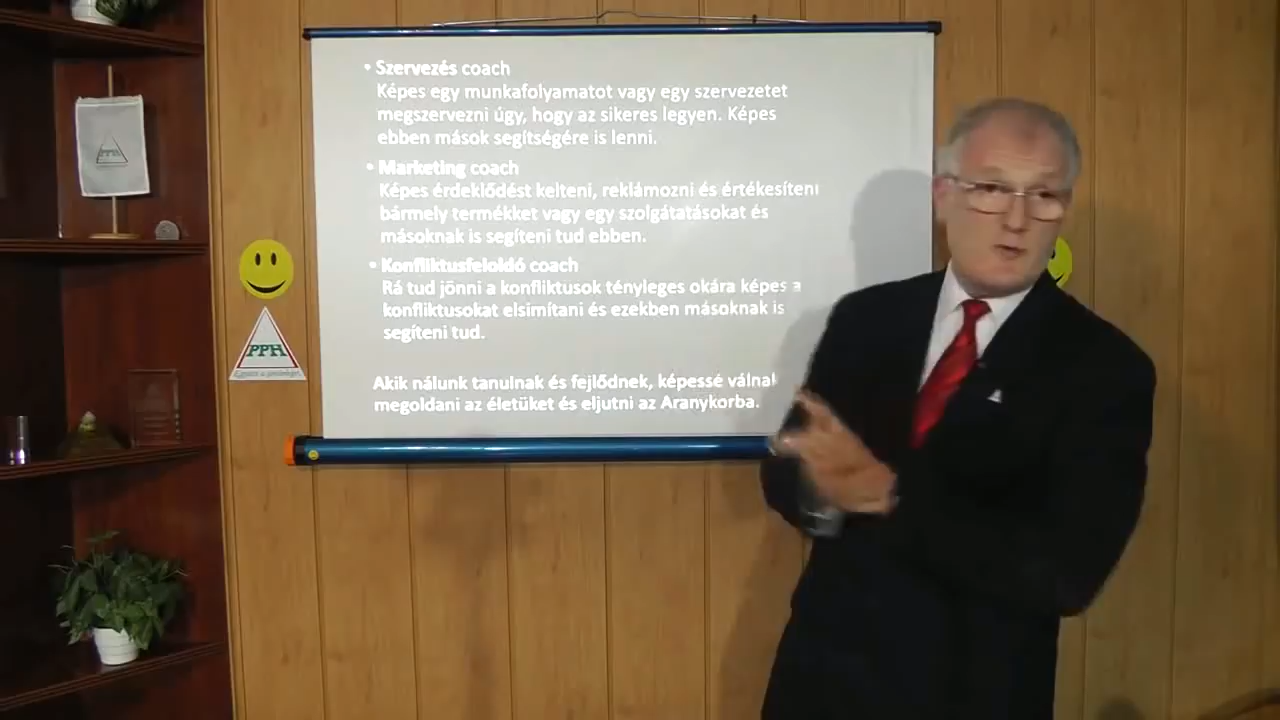 • Szervezés coach
Képes egy munkafolyamatot vagy egy szervezetet
megszervezni úgy, hogy az sikeres legyen. Képes
ebben mások segítségére is lenni.
• Marketing coach
Képes érdeklődést kelteni, reklámozni és értékesíteni
bármely termékket vagy egy szolgátatásokat és
másoknak is segíteni tud ebben.
• Konfliktusfeloldó coach
Rá tud jönni a konfliktusok tényleges okára képes a
konfliktusokat elsimítani és ezekben másoknak is
segíteni tud.
Akik nálunk tanulnak és fejlődnek, képessé válnak
megoldani az életüket és eljutni az Aranykorba.
PPH
PPH